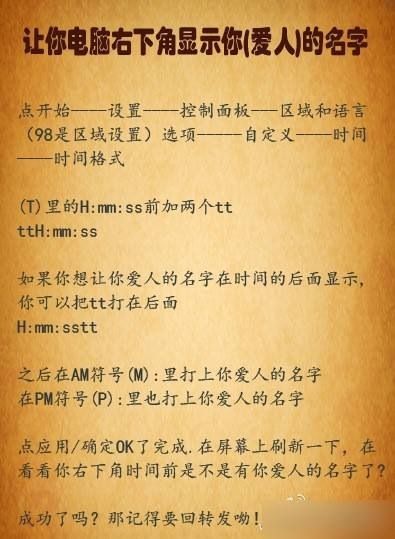 让你电脑右下角显示你(爱人)的名字
点开始----设置----控制面板---区域和语言
(98是区域设置)选项-----自定义----时间
----时间格式
(T)里的H:mm:ss前加两个tt
ttH:mm:ss
如果你想让你爱人的名字在时间的后面显示,
你可以把tt打在后面
H:mm:sstt
之后在AM符号(M):里打上你爱人的名字
在PM符号(P):里也打上你爱人的名字
点应用/确定OK了完成.在屏幕上刷新一下，在
看看你右下角时间前是不是有你爱人的名字了？
成功了吗？那记得要回转发呦!